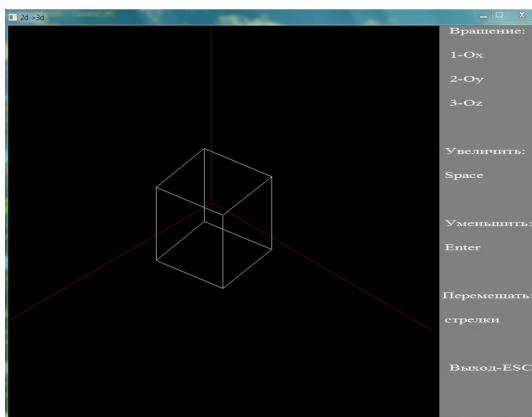 2d->3d
Вращение:
1-Ox
2-Oy
3-Oz
Увеличить:
Space
Уменьшить:
Enter
Перемещать:
стрелки
Выход-ESC